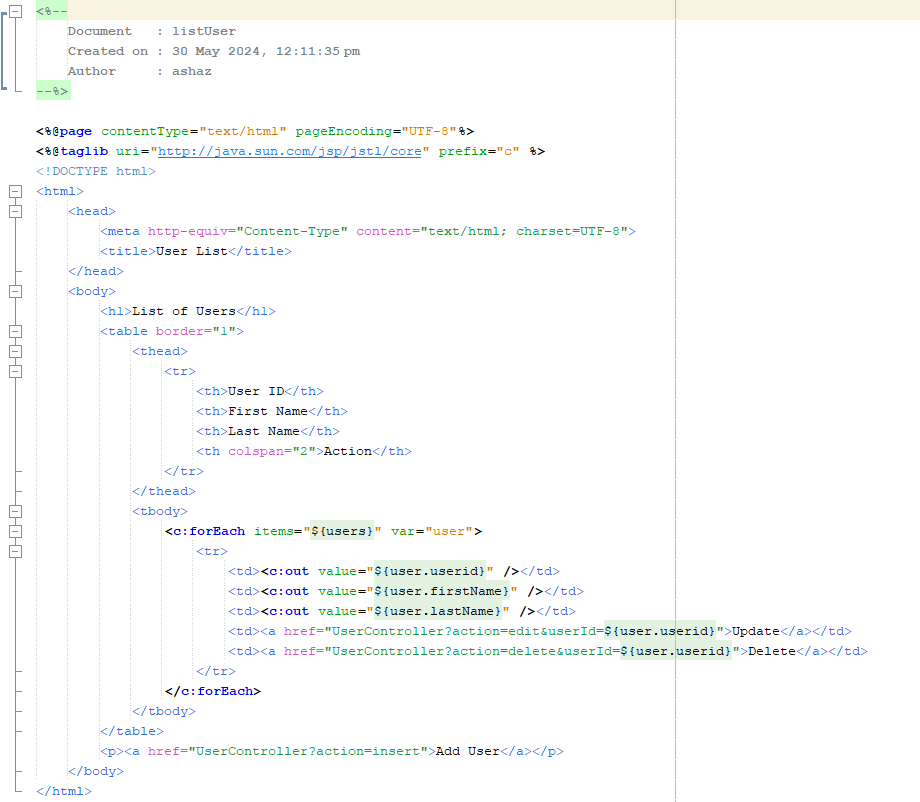 <%--
    Document   : listUser
    Created on : 30 May 2024, 12:11:35 pm
    Author     : ashaz
--%>

<%@page contentType="text/html" pageEncoding="UTF-8"%>
<%@taglib uri="http://java.sun.com/jsp/jstl/core" prefix="c" %>
<!DOCTYPE html>
<html>
    <head>
        <meta http-equiv="Content-Type" content="text/html; charset=UTF-8">
        <title>User List</title>
    </head>
    <body>
        <h1>List of Users</h1>
        <table border="1">
            <thead>
                <tr>
                    <th>User ID</th>
                    <th>First Name</th>
                    <th>Last Name</th>
                    <th colspan="2">Action</th>
                </tr>
            </thead>
            <tbody>
                <c:forEach items="${users}" var="user">
                    <tr>
                        <td><c:out value="${user.userid}" /></td>
                        <td><c:out value="${user.firstName}" /></td>
                        <td><c:out value="${user.lastName}" /></td>
                        <td><a href="UserController?action=edit&userId=${user.userid}">Update</a></td>
                        <td><a href="UserController?action=delete&userId=${user.userid}">Delete</a></td>
                    </tr>
                </c:forEach>
            </tbody>
        </table>
        <p><a href="UserController?action=insert">Add User</a></p>
    </body>
</html>